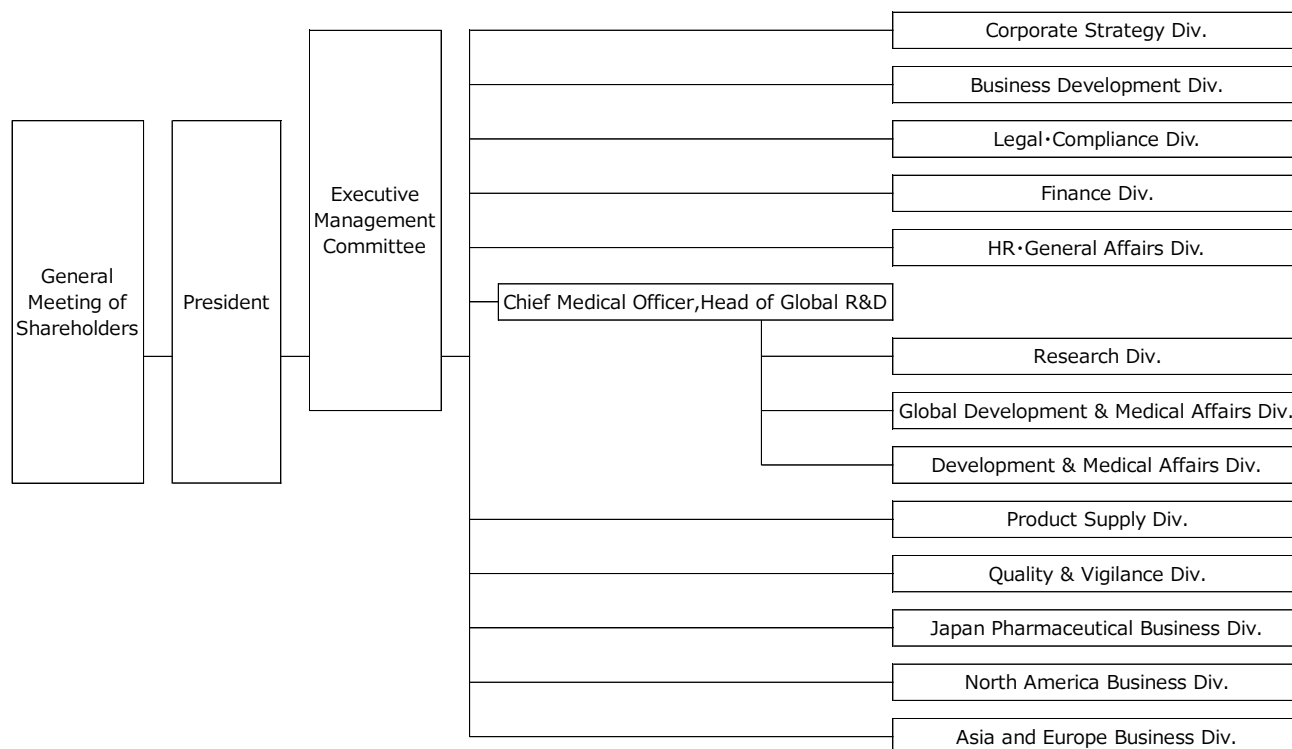 General
Meeting of
Shareholders
President
Executive
Management
Committee
Corporate Strategy Div.
Business Development Div.
Legal･Compliance Div.
Finance Div.
HR･General Affairs Div.
Chief Medical Officer,Head of Global R&D
Research Div.
Global Development & Medical Affairs Div.
Development & Medical Affairs Div.
Product Supply Div.
Quality & Vigilance Div.
Japan Pharmaceutical Business Div.
North America Business Div.
Asia and Europe Business Div.